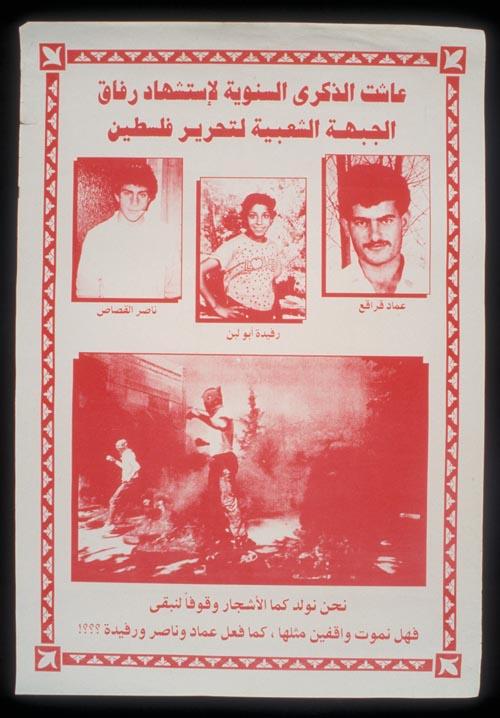 عاشت الذكرى السنوية لإستشهاد رفاق
الجبهة الشعبية لتحرير فلسطين
عماد قراقع
رفيدة أبو لبن
ناصر القصاص
نحن نولد كما الأشجار وقوفاً لنبقى
فهل نموت واقفين مثلها ، كما فعل عماد وناصر ورفيدة ؟؟؟!